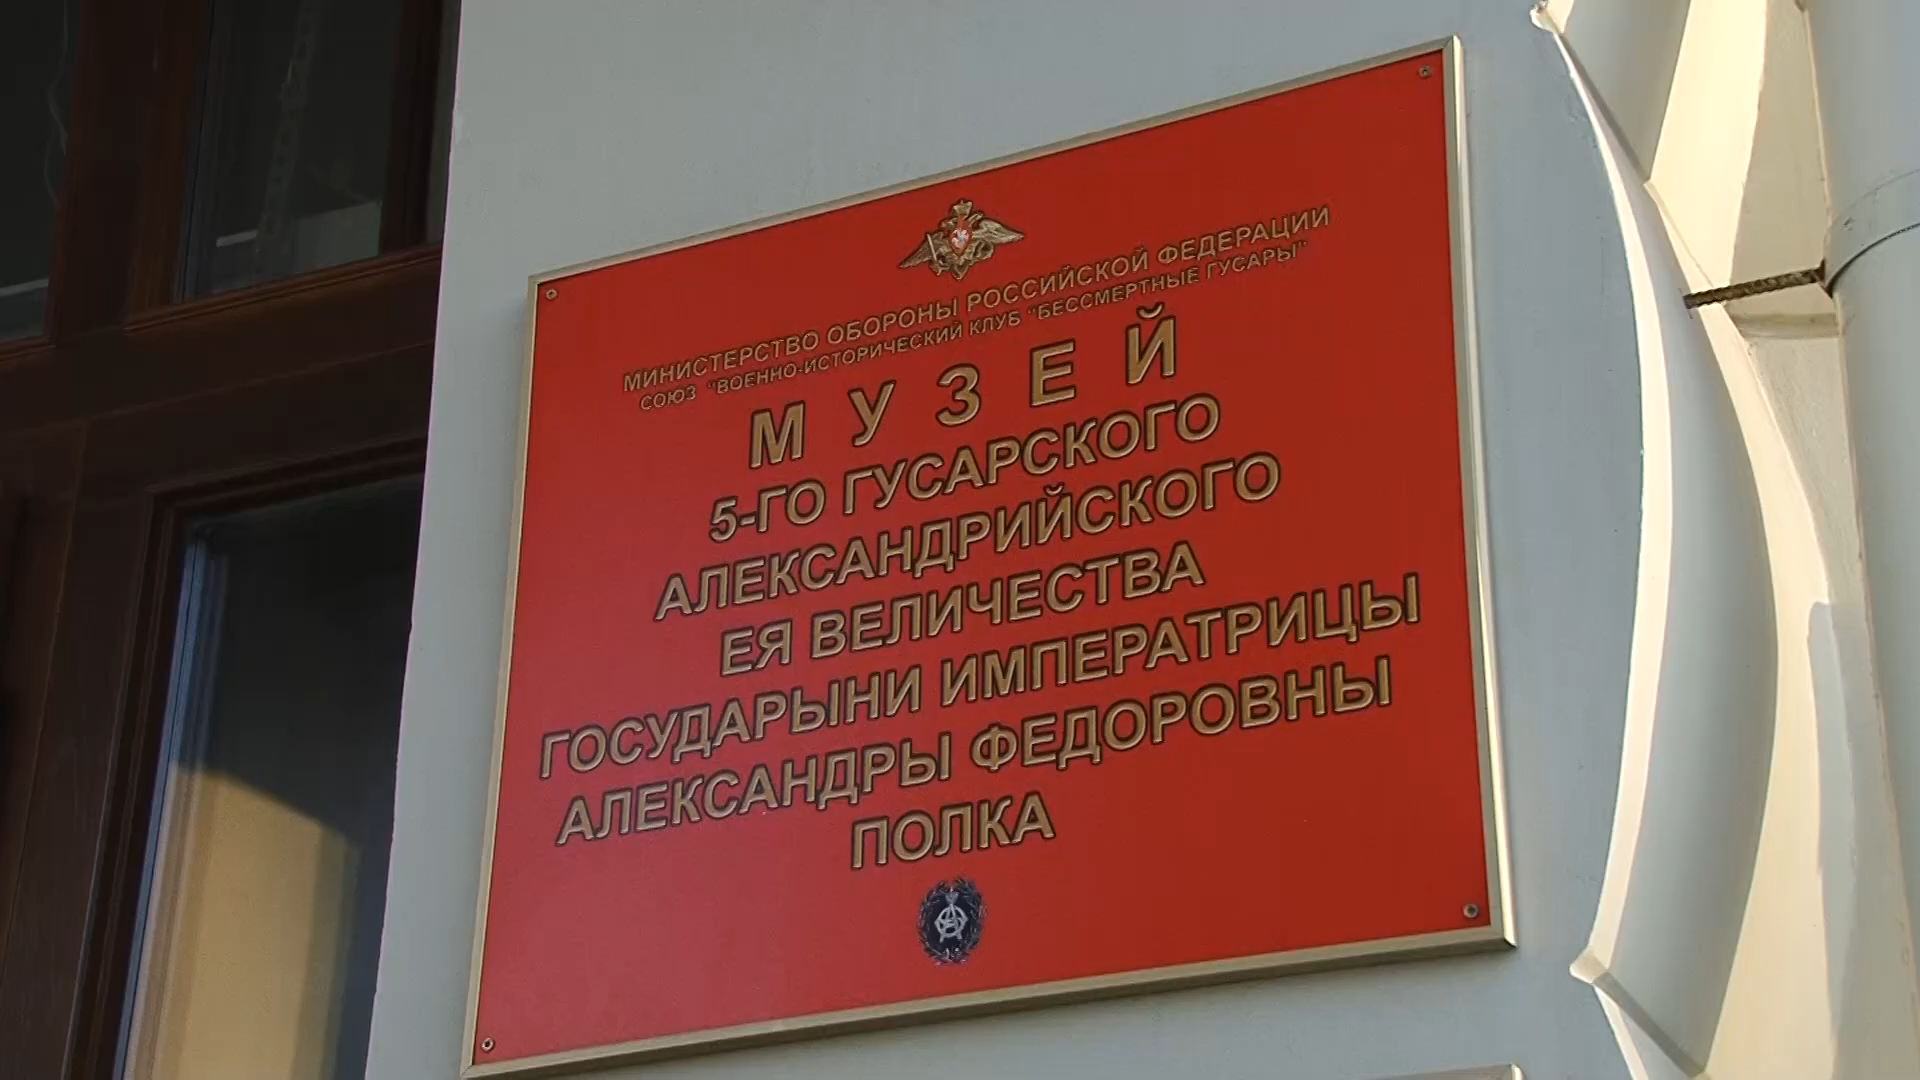 МИНИСТЕРСТВО ОБОРОНЫ РОССИЙСКОЙ ФЕДЕРАЦИИ
СОЮЗ "ВОЕННО-ИСТОРИЧЕСКИЙ КЛУБ "БЕССМЕРТНЫЕ ГУСАРЫ"
МУЗЕЙ
5-ГО ГУСАРСКОГО
АЛЕКСАНДРИЙСКОГО
ЕЯ ВЕЛИЧЕСТВА
ГОСУДАРЫНИ ИМПЕРАТРИЦЫ
АЛЕКСАНДРЫ ФЕДОРОВНЫ
ПОЛКА